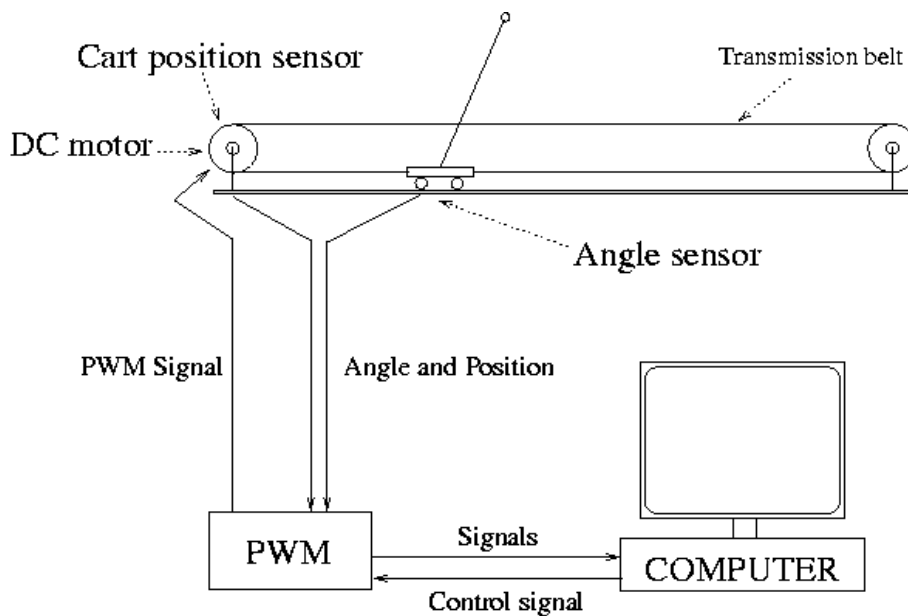 Cart position sensor
Transmission belt
DC motor
Angle sensor
PWM Signal
Angle and Position
PWM
Signals
COMPUTER
Control signal